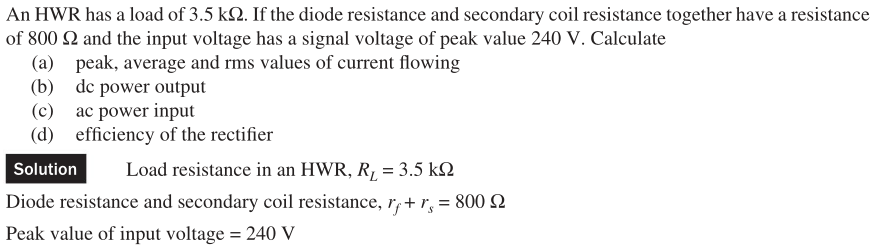 An HWR has a load of 3.5 kΩ. If the diode resistance and secondary coil resistance together have a resistance
of 800 Ω and the input voltage has a signal voltage of peak value 240 V. Calculate
(a) peak, average and rms values of current flowing
(b) dc power output
(c) ac power input
(d) efficiency of the rectifier
Solution Load resistance in an HWR, R_L = 3.5 kΩ
Diode resistance and secondary coil resistance, r_f + r_s = 800 Ω
Peak value of input voltage = 240 V